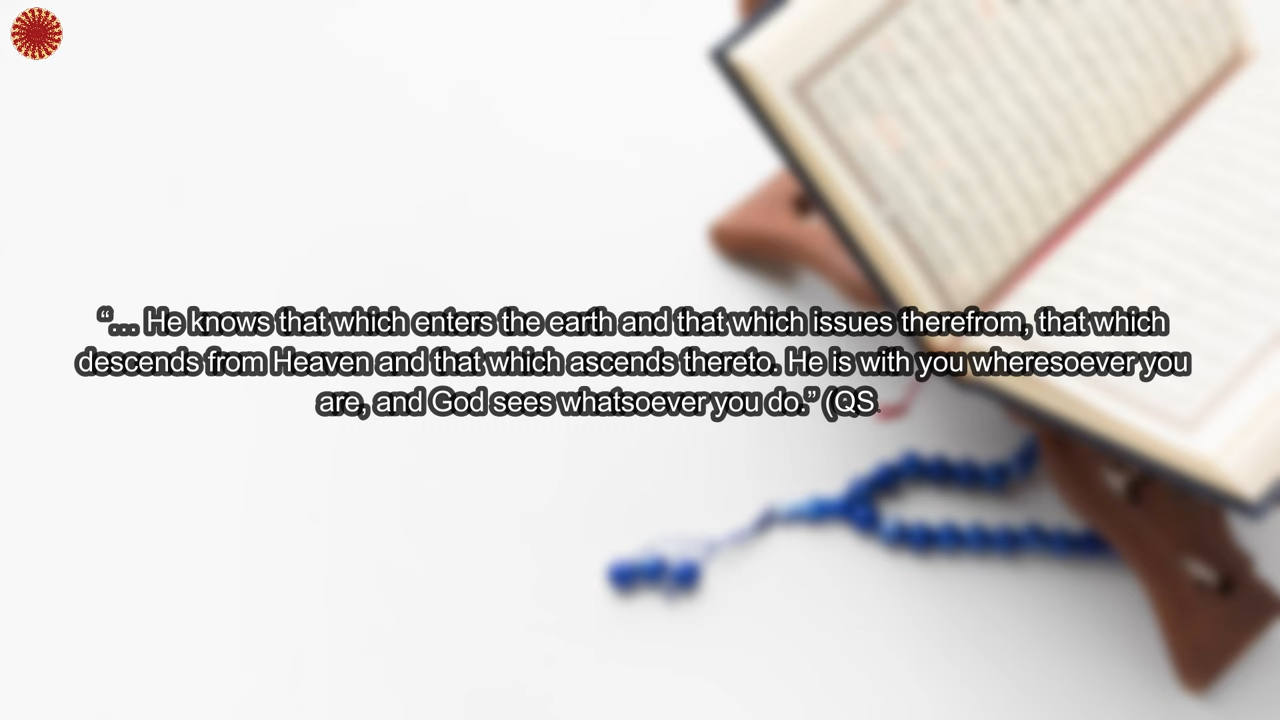 “… He knows that which enters the earth and that which issues therefrom, that which
descends from Heaven and that which ascends thereto. He is with you wheresoever you
are, and God sees whatsoever you do.” (QS